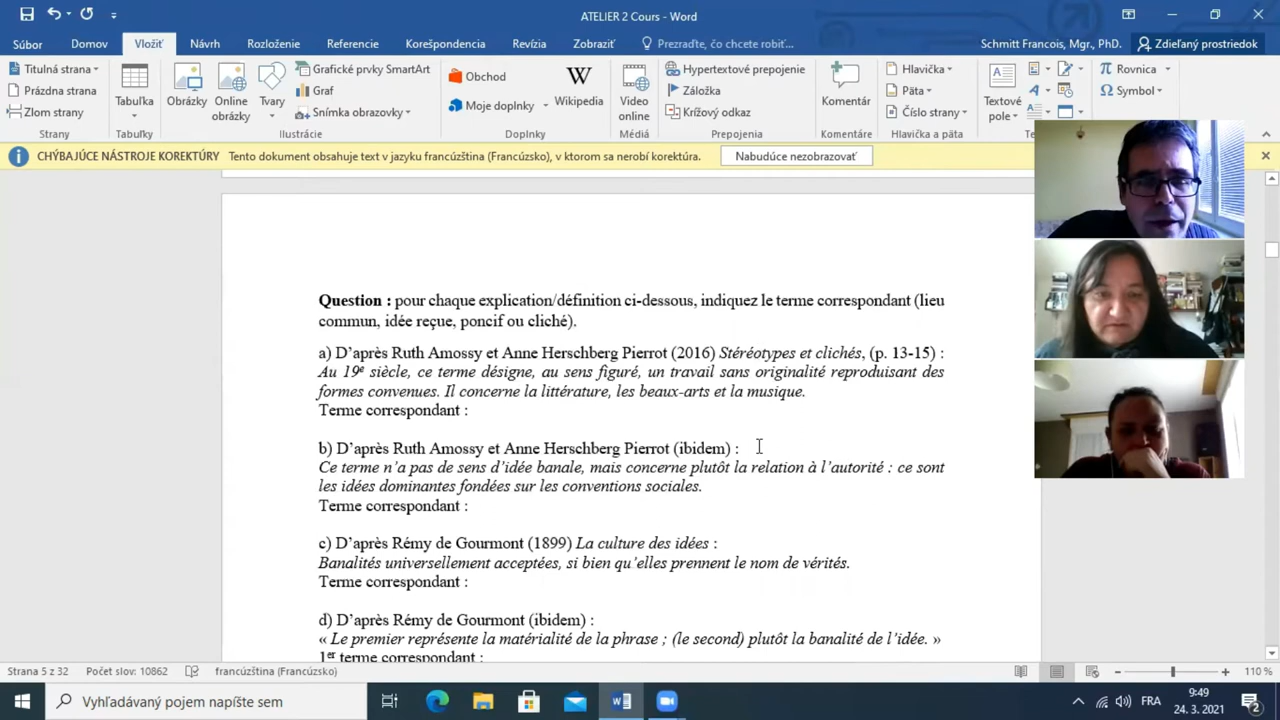 ATELIER 2 Cours - Word
Súbor Domov Vložiť Návrh Rozloženie Referencie Korešpondencia Revízia Zobraziť Prezraďte, čo chcete robiť... Schmitt Francois, Mgr., PhD. Zdieľaný prostriedok
Titulná strana
Prázdna strana
Zlom strany
Strany
Tabuľka
Tabuľky
Obrázky
Online obrázky
Tvary
Grafické prvky SmartArt
Graf
Snímka obrazovky
Ilustrácie
Obchod
Moje doplnky
Wikipedia
Doplnky
Video online
Médiá
Hypertextové prepojenie
Záložka
Krížový odkaz
Prepojenia
Komentár
Komentáre
Hlavička
Päta
Číslo strany
Hlavička a päta
Textové pole
Rovnica
Symbol
CHÝBAJÚCE NÁSTROJE KOREKTÚRY Tento dokument obsahuje text v jazyku francúzština (Francúzsko), v ktorom sa nerobí korektúra. Nabudúce nezobrazovať
Question : pour chaque explication/définition ci-dessous, indiquez le terme correspondant (lieu
commun, idée reçue, poncif ou cliché).
a) D’après Ruth Amossy et Anne Herschberg Pierrot (2016) Stéréotypes et clichés, (p. 13-15) :
Au 19e siècle, ce terme désigne, au sens figuré, un travail sans originalité reproduisant des
formes convenues. Il concerne la littérature, les beaux-arts et la musique.
Terme correspondant :
b) D’après Ruth Amossy et Anne Herschberg Pierrot (ibidem) :
Ce terme n’a pas de sens d’idée banale, mais concerne plutôt la relation à l’autorité : ce sont
les idées dominantes fondées sur les conventions sociales.
Terme correspondant :
c) D’après Rémy de Gourmont (1899) La culture des idées :
Banalités universellement acceptées, si bien qu’elles prennent le nom de vérités.
Terme correspondant :
d) D’après Rémy de Gourmont (ibidem) :
« Le premier représente la matérialité de la phrase ; (le second) plutôt la banalité de l’idée. »
1er terme correspondant :
Strana 5 z 32 Počet slov: 10862 francúzština (Francúzsko) 110 %
Vyhľadávaný pojem napíšte sem
FRA
9:49
24. 3. 2021
2